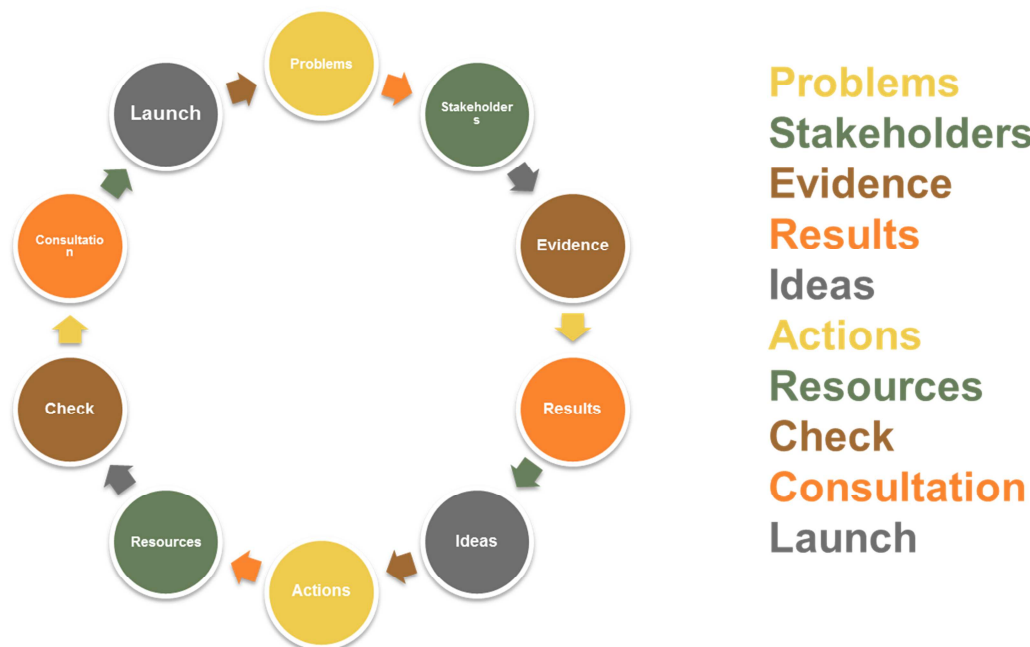 Problems
Stakeholder
s
Evidence
Results
Ideas
Actions
Resources
Check
Consultatio
n
Launch
Problems
Stakeholders
Evidence
Results
Ideas
Actions
Resources
Check
Consultation
Launch